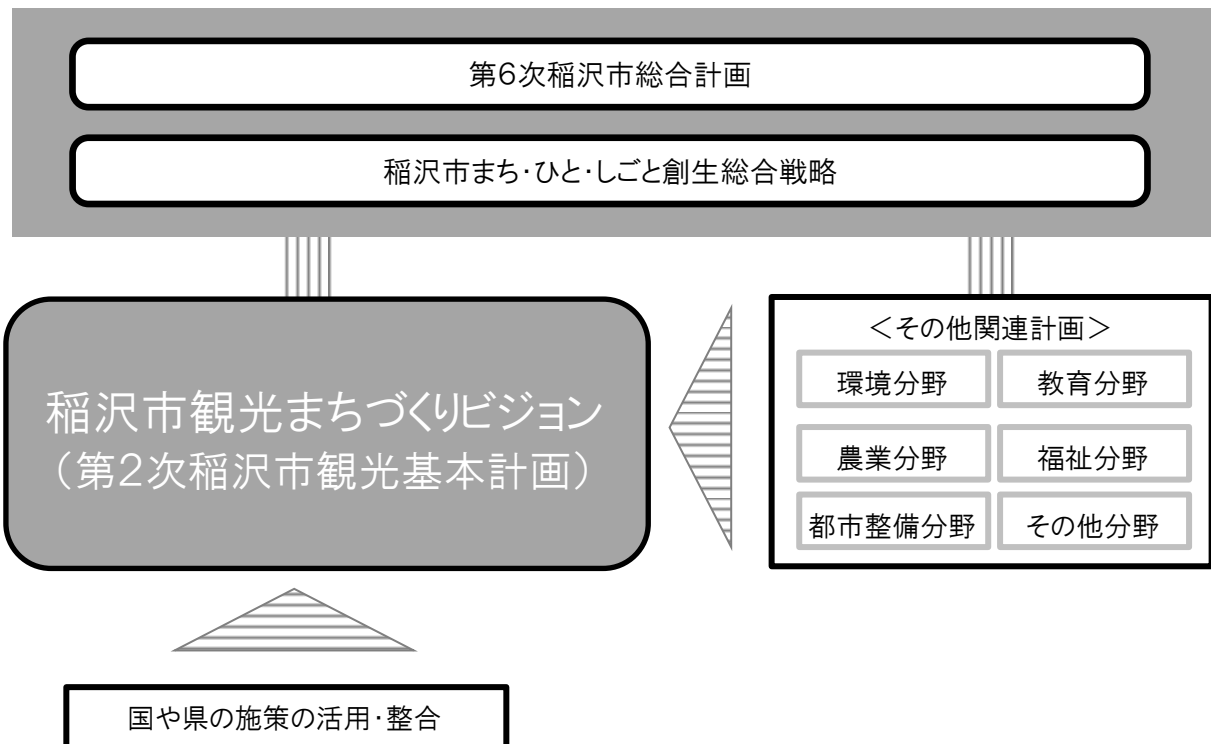 第6次稲沢市総合計画
稲沢市まち・ひと・しごと創生総合戦略
稲沢市観光まちづくりビジョン
（第2次稲沢市観光基本計画）
＜その他関連計画＞
環境分野
教育分野
農業分野
福祉分野
都市整備分野
その他分野
国や県の施策の活用・整合